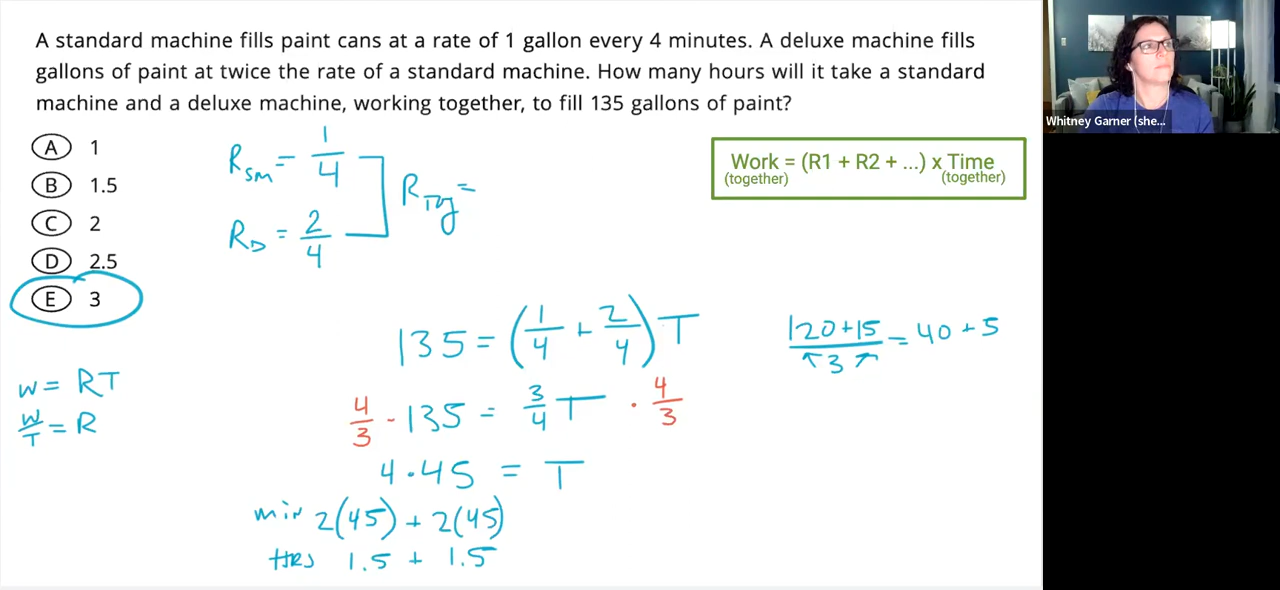 A standard machine fills paint cans at a rate of 1 gallon every 4 minutes. A deluxe machine fills
gallons of paint at twice the rate of a standard machine. How many hours will it take a standard
machine and a deluxe machine, working together, to fill 135 gallons of paint?
A 1
B 1.5
C 2
D 2.5
E 3
R_SM = 1/4
R_D = 2/4
R_Tog =
Work = (R1 + R2 + ...) x Time
(together) (together)
135 = (1/4 + 2/4) T
4/3 · 135 = 3/4 T · 4/3
4 · 45 = T
min 2(45) + 2(45)
HRS 1.5 + 1.5
120 + 15 / 3 = 40 + 5
W = RT
W/T = R
Whitney Garner (she...